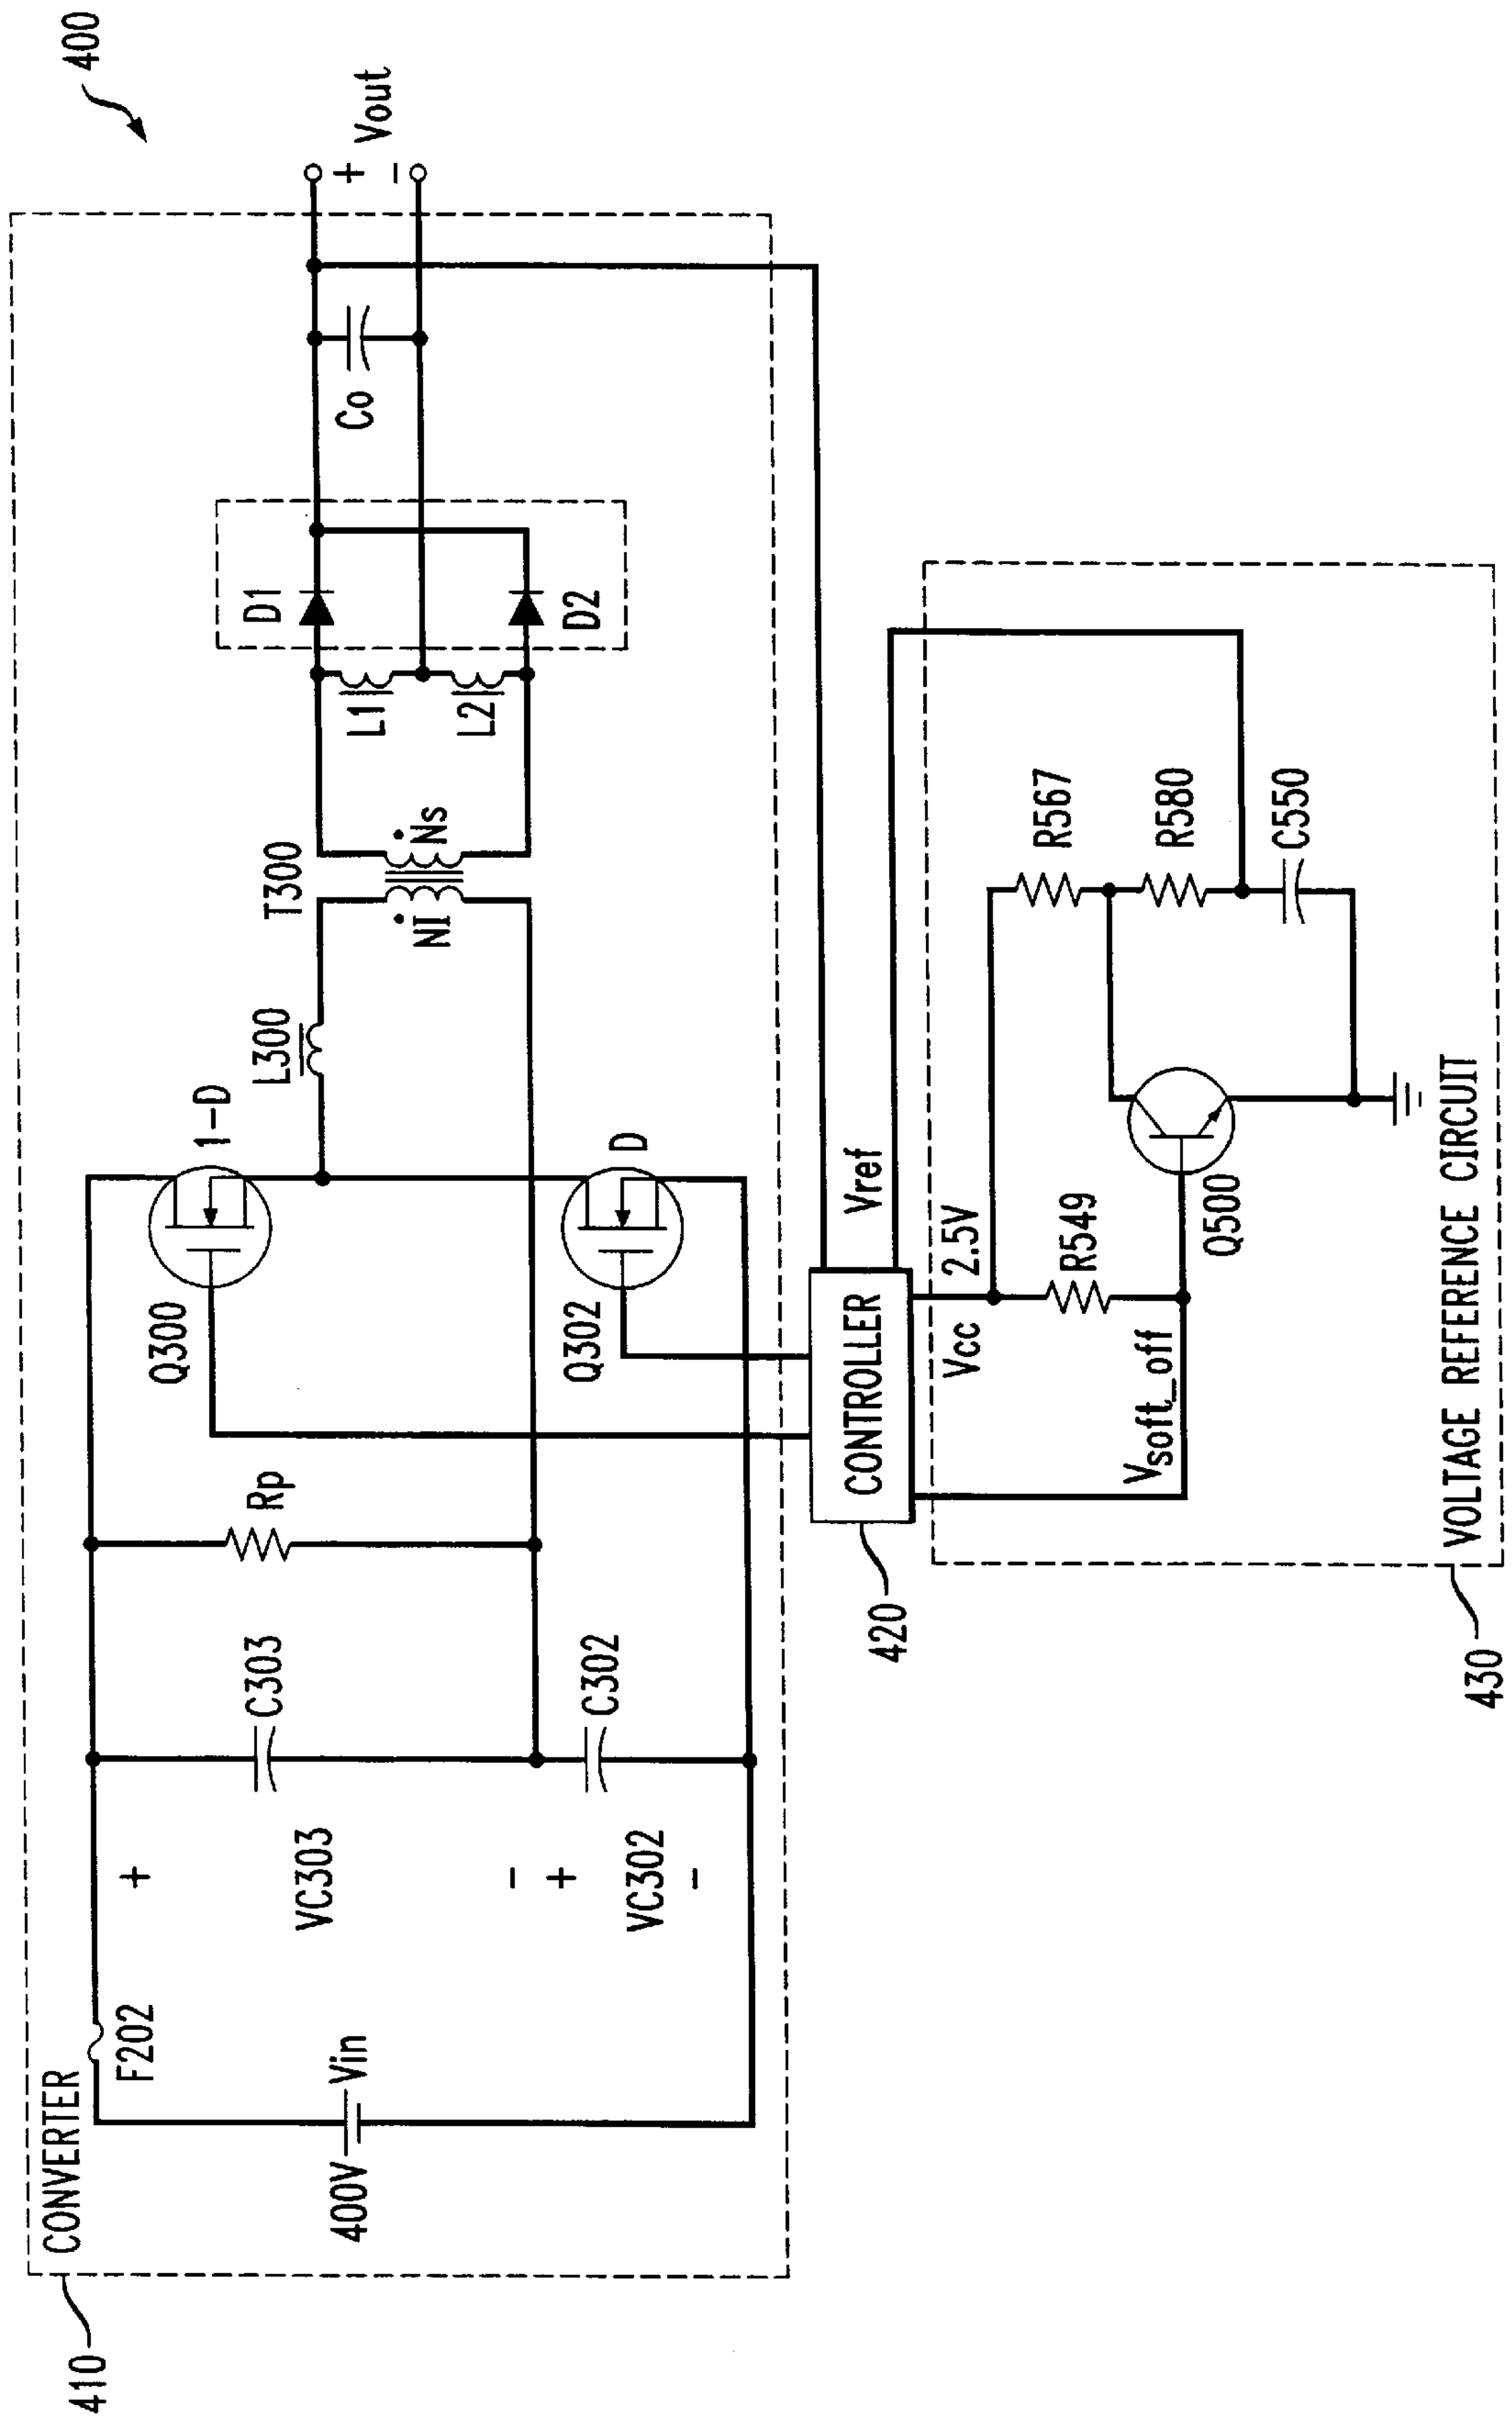 400
410
CONVERTER
400V
Vin
F202
+
VC303
-
+
VC302
-
C303
C302
Rp
Q300
1-D
Q302
D
L300
T300
NI
Ns
L1
L2
D1
D2
Co
+
Vout
-
420
CONTROLLER
Vref
Vcc
2.5V
Vsoft_off
R549
Q500
R567
R580
C550
430
VOLTAGE REFERENCE CIRCUIT